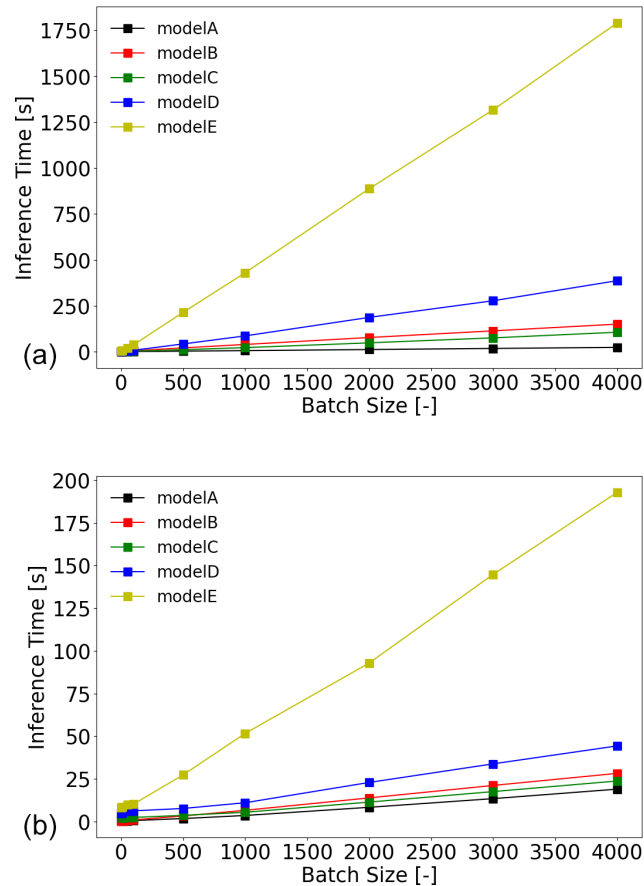 1750
1500
1250
1000
750
500
250
0
Inference Time [s]
modelA
modelB
modelC
modelD
modelE
(a)
0 500 1000 1500 2000 2500 3000 3500 4000
Batch Size [-]
200
175
150
125
100
75
50
25
0
Inference Time [s]
modelA
modelB
modelC
modelD
modelE
(b)
0 500 1000 1500 2000 2500 3000 3500 4000
Batch Size [-]